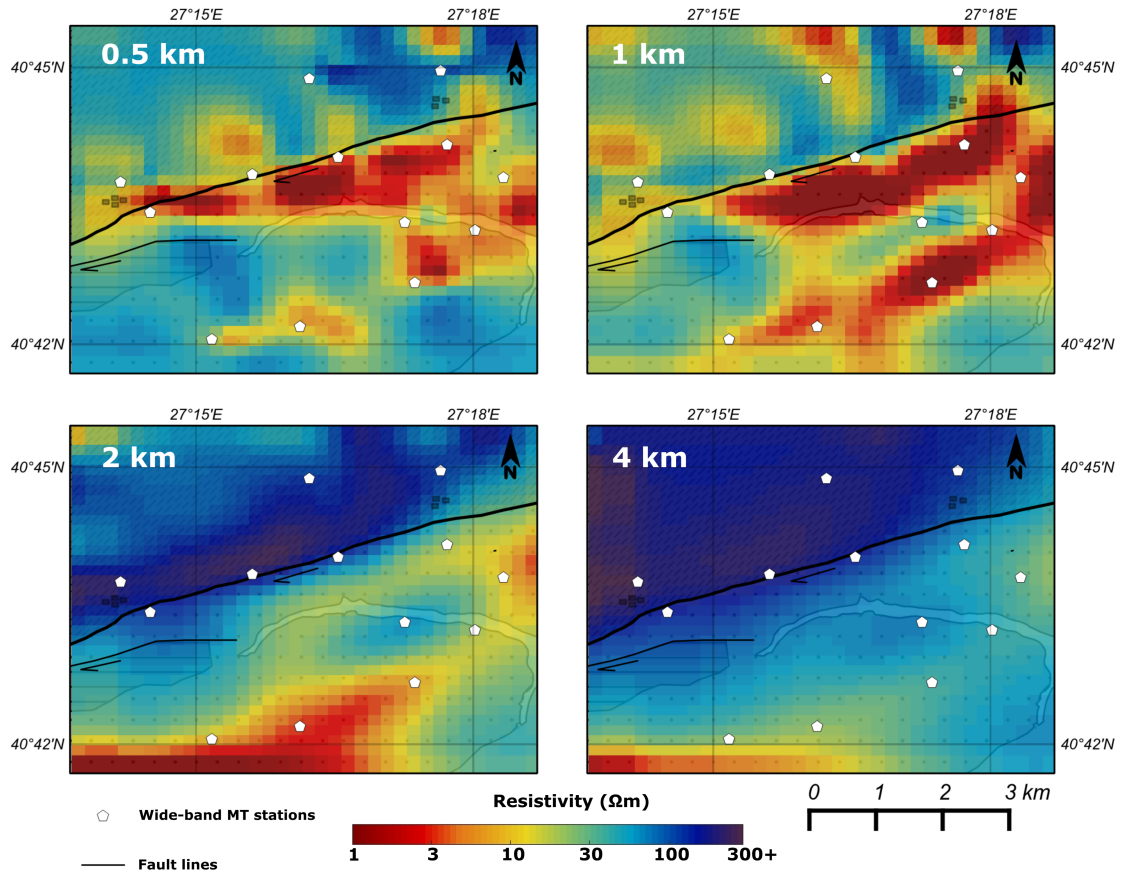 27°15'E 27°18'E 27°15'E 27°18'E
0.5 km 1 km
N N
40°45'N 40°45'N
40°42'N 40°42'N
27°15'E 27°18'E 27°15'E 27°18'E
2 km 4 km
N N
40°45'N 40°45'N
40°42'N 40°42'N
Resistivity (Ωm)
0 1 2 3 km
Wide-band MT stations
1 3 10 30 100 300+
Fault lines